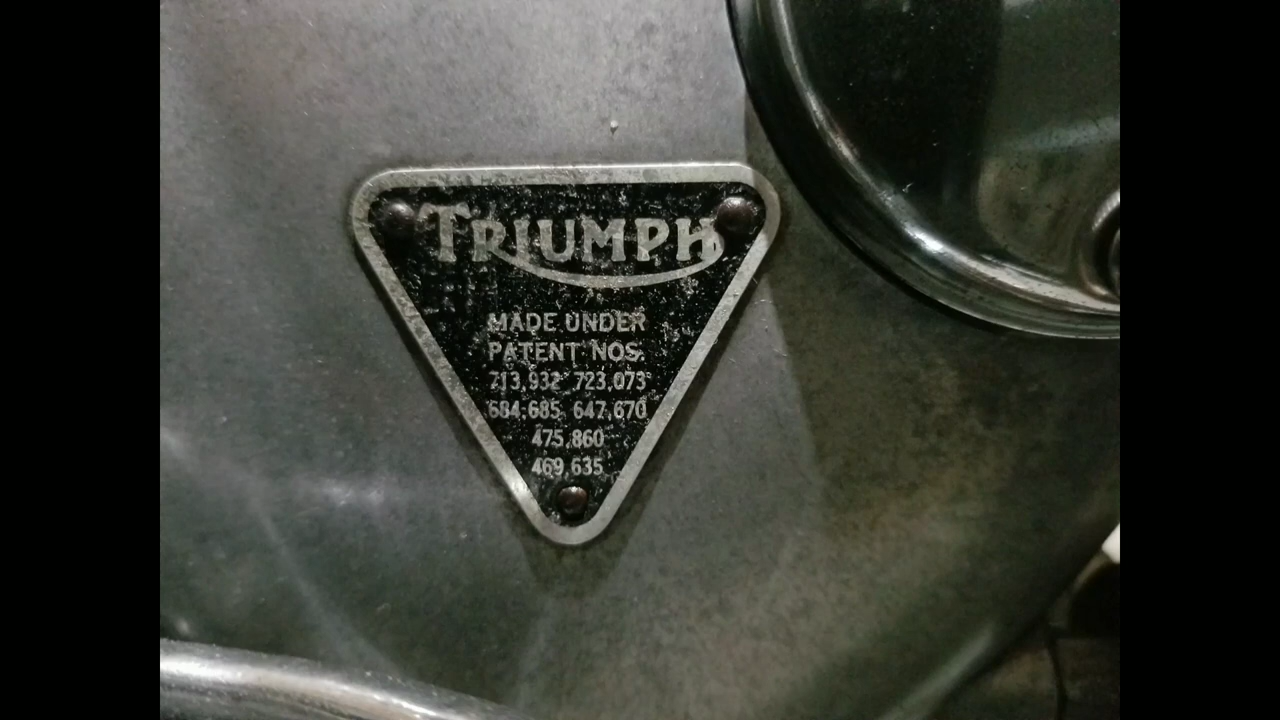 TRIUMPH
MADE UNDER
PATENT NOS.
713,932 723,073
684,685 647,670
475,860
469,635